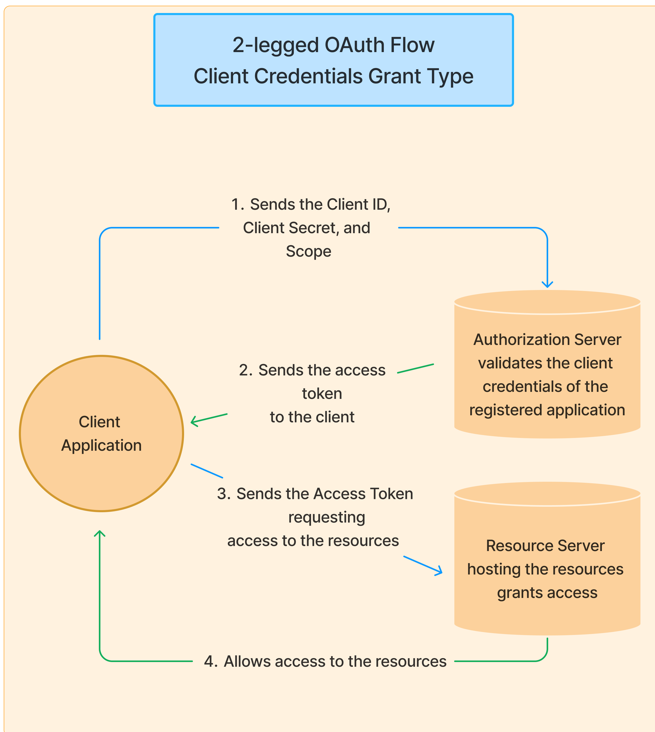 2-legged OAuth Flow
Client Credentials Grant Type
1. Sends the Client ID,
Client Secret, and
Scope
Authorization Server
validates the client
credentials of the
registered application
2. Sends the access
token
to the client
Client
Application
3. Sends the Access Token
requesting
access to the resources
Resource Server
hosting the resources
grants access
4. Allows access to the resources